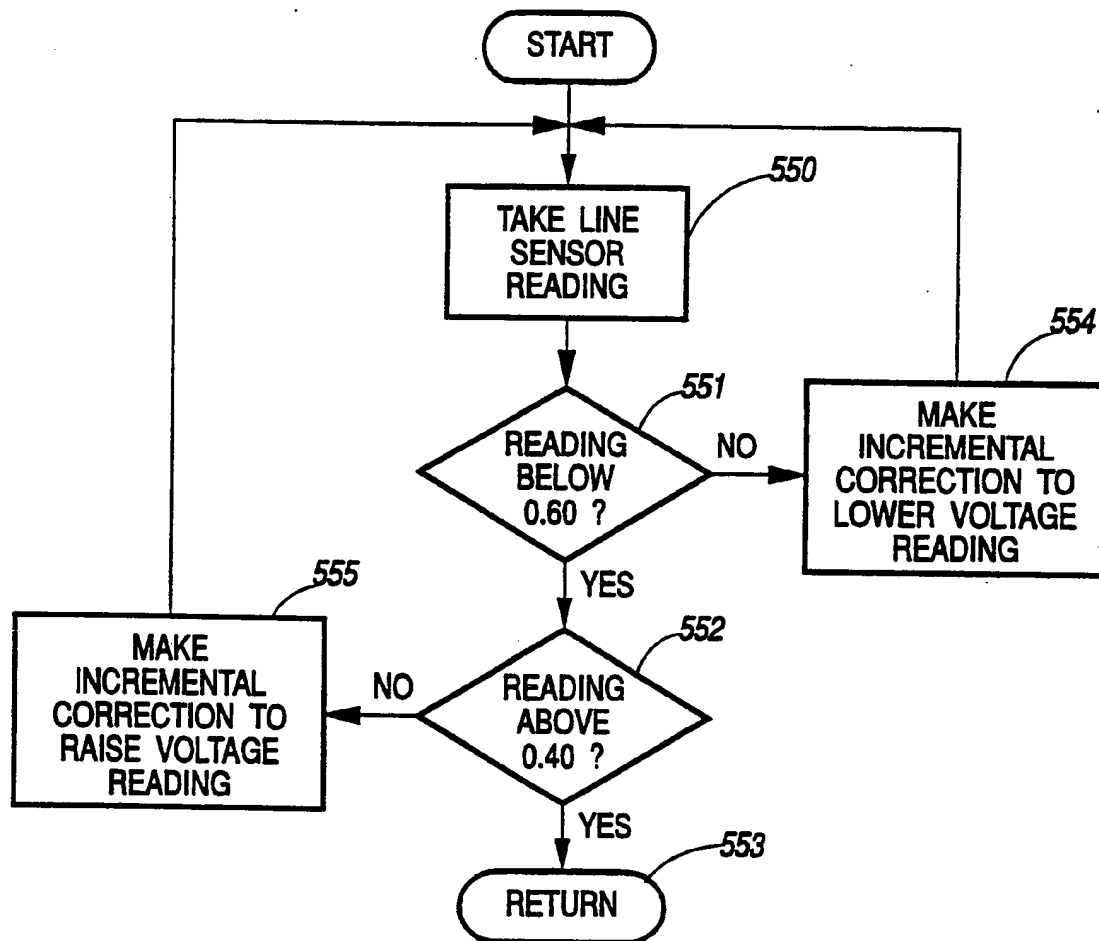 START
550
TAKE LINE
SENSOR
READING
551
READING
BELOW
0.60 ?
NO
YES
554
MAKE
INCREMENTAL
CORRECTION TO
LOWER VOLTAGE
READING
552
READING
ABOVE
0.40 ?
NO
YES
555
MAKE
INCREMENTAL
CORRECTION TO
RAISE VOLTAGE
READING
553
RETURN